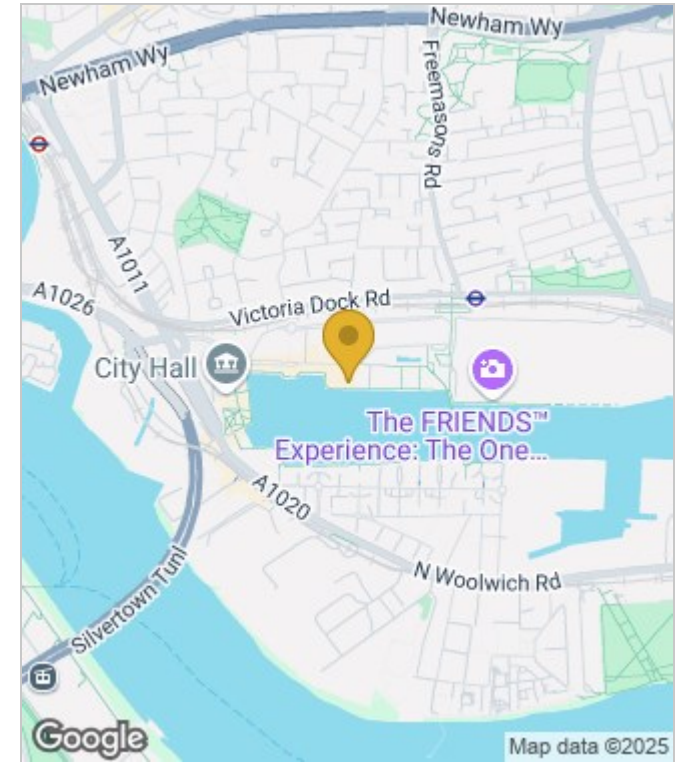 Newham Wy
Newham Wy
Freemasons Rd
A1011
A1026
Victoria Dock Rd
City Hall
The FRIENDS™
Experience: The One...
A1020
N Woolwich Rd
Silvertown Tunl
Google
Map data ©2025